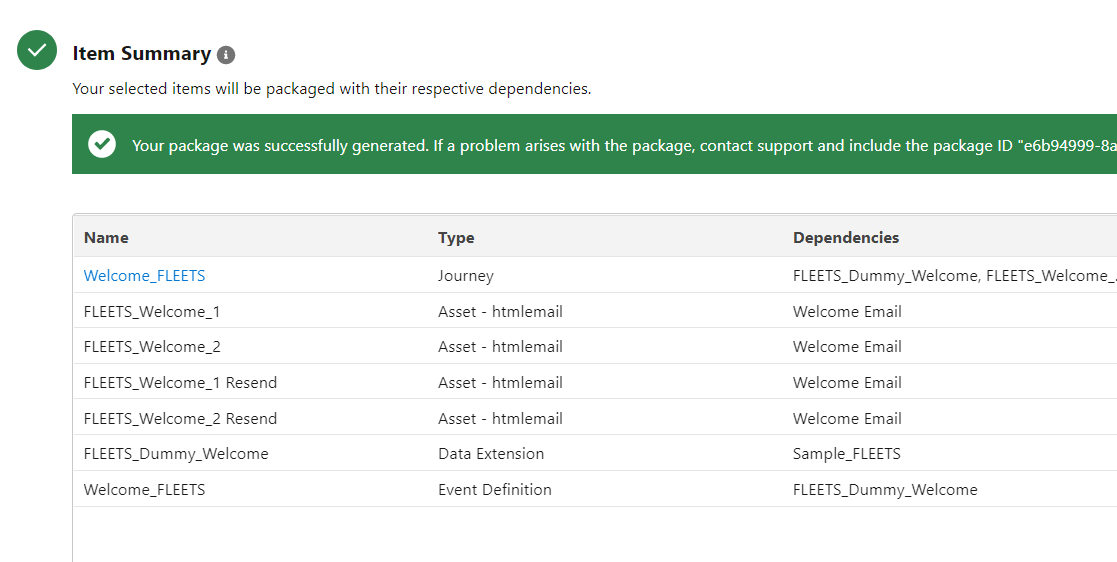 Item Summary
Your selected items will be packaged with their respective dependencies.
Your package was successfully generated. If a problem arises with the package, contact support and include the package ID "e6b94999-8a
Name Type Dependencies
Welcome_FLEETS Journey FLEETS_Dummy_Welcome, FLEETS_Welcome_
FLEETS_Welcome_1 Asset - htmlemail Welcome Email
FLEETS_Welcome_2 Asset - htmlemail Welcome Email
FLEETS_Welcome_1 Resend Asset - htmlemail Welcome Email
FLEETS_Welcome_2 Resend Asset - htmlemail Welcome Email
FLEETS_Dummy_Welcome Data Extension Sample_FLEETS
Welcome_FLEETS Event Definition FLEETS_Dummy_Welcome